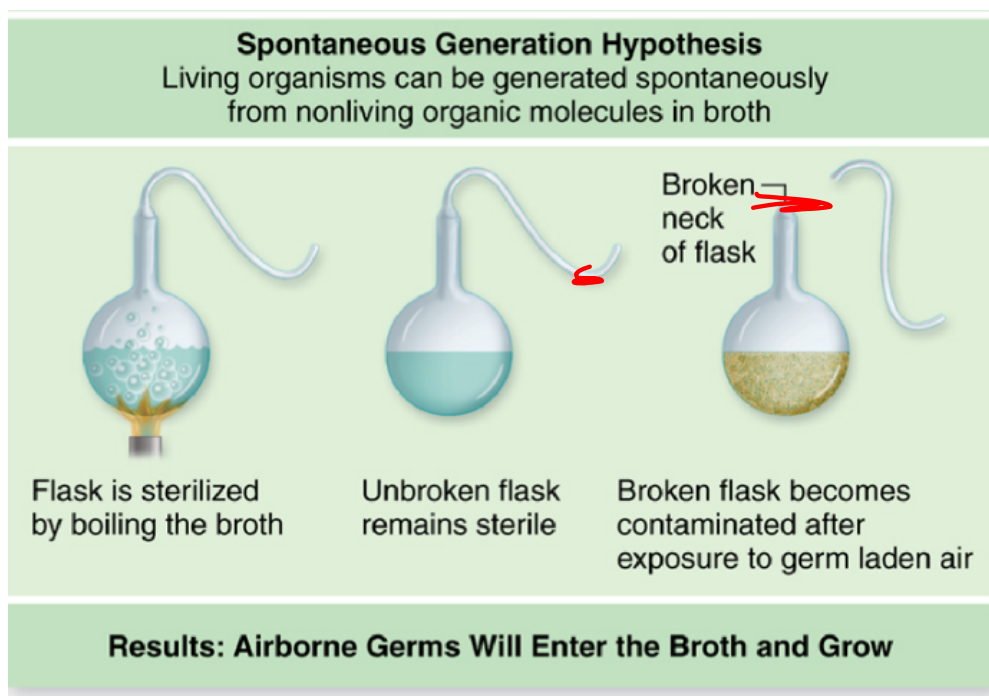 Spontaneous Generation Hypothesis
Living organisms can be generated spontaneously
from nonliving organic molecules in broth
Broken
neck
of flask
Flask is sterilized
by boiling the broth
Unbroken flask
remains sterile
Broken flask becomes
contaminated after
exposure to germ laden air
Results: Airborne Germs Will Enter the Broth and Grow